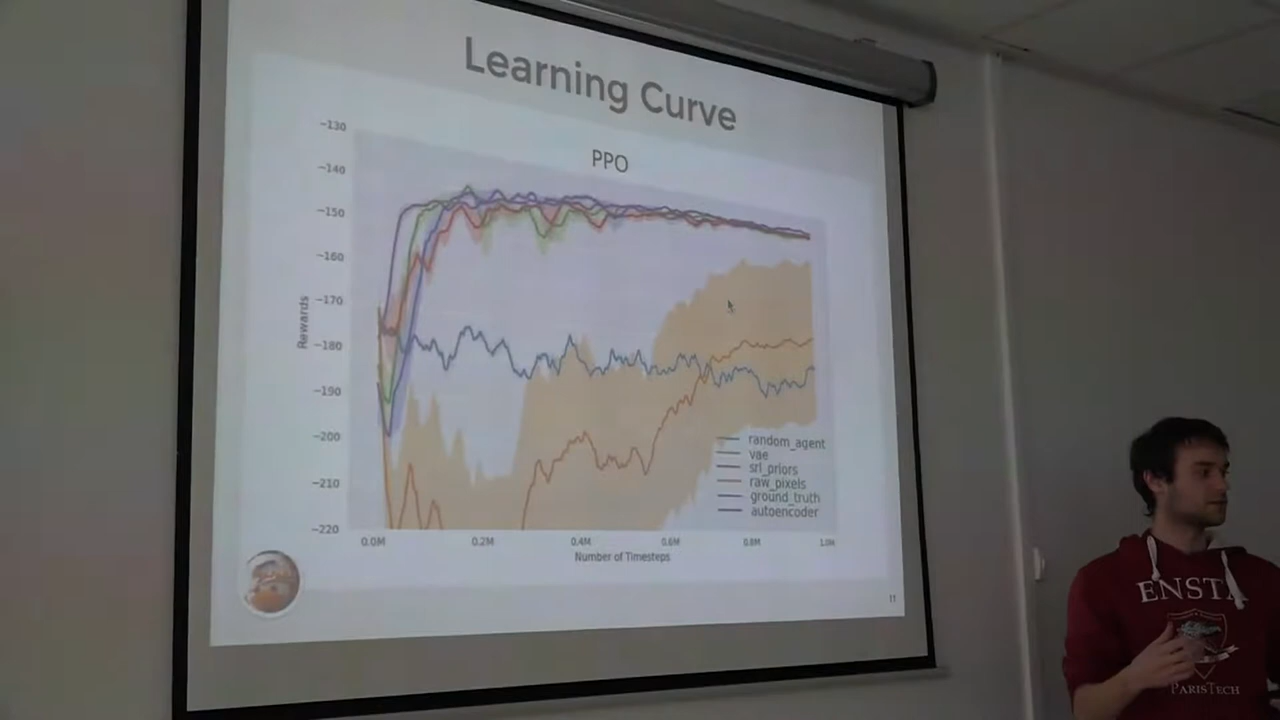 Learning Curve
PPO
−130
−140
−150
−160
−170
−180
−190
−200
−210
−220
Rewards
random_agent
vae
srl_priors
raw_pixels
ground_truth
autoencoder
0.0M 0.2M 0.4M 0.6M 0.8M 1.0M
Number of Timesteps
11
ENSTA
PARISTECH